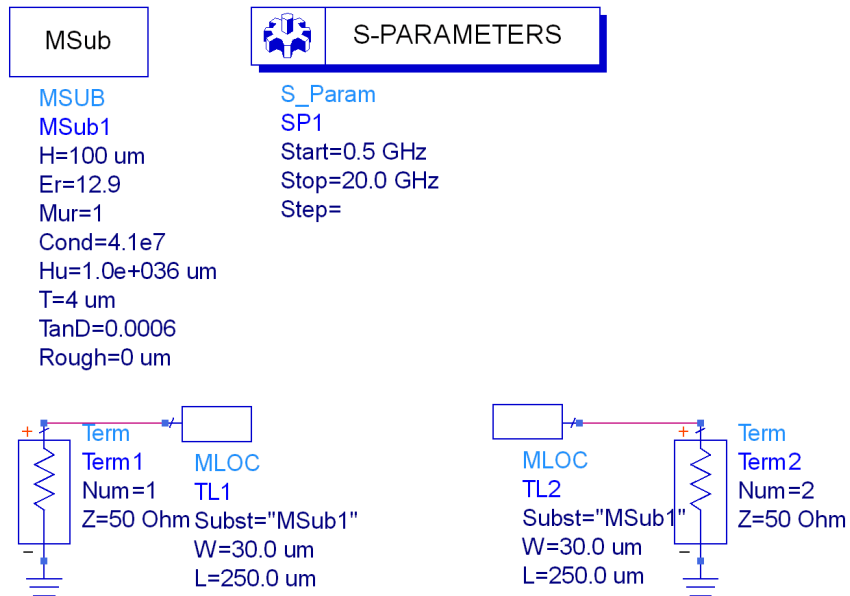 MSub
MSUB
MSub1
H=100 um
Er=12.9
Mur=1
Cond=4.1e7
Hu=1.0e+036 um
T=4 um
TanD=0.0006
Rough=0 um
S-PARAMETERS
S_Param
SP1
Start=0.5 GHz
Stop=20.0 GHz
Step=
+
Term
Term1
Num=1
Z=50 Ohm
−
MLOC
TL1
Subst="MSub1"
W=30.0 um
L=250.0 um
MLOC
TL2
Subst="MSub1"
W=30.0 um
L=250.0 um
+
Term
Term2
Num=2
Z=50 Ohm
−